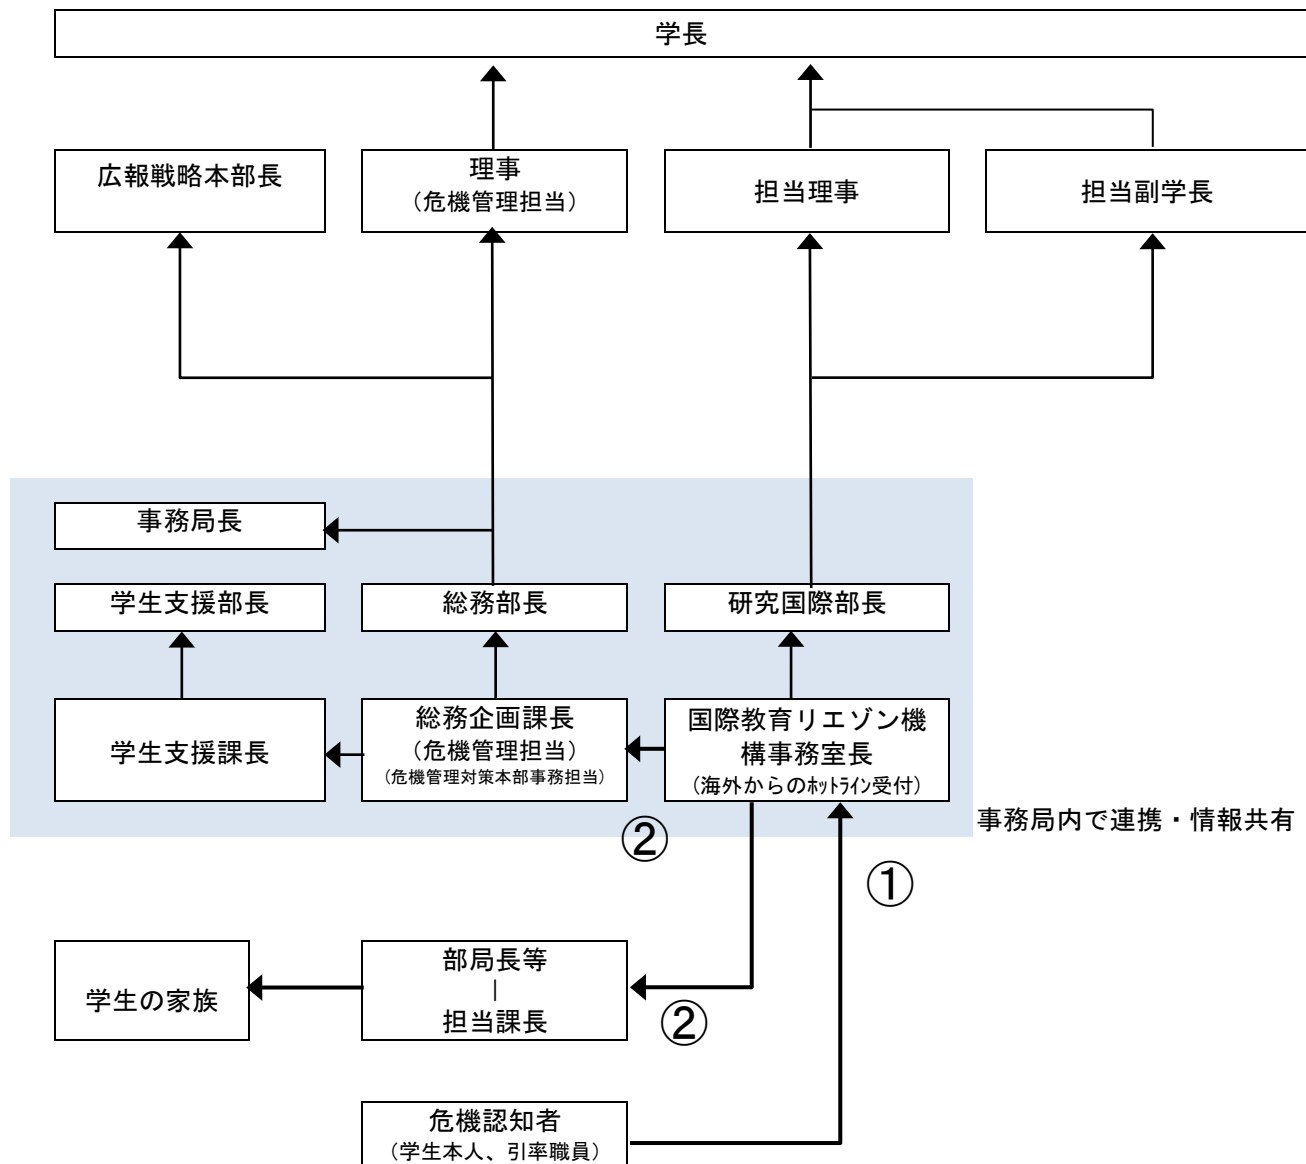 学長
広報戦略本部長
理事
（危機管理担当）
担当理事
担当副学長
事務局長
学生支援部長
総務部長
研究国際部長
学生支援課長
総務企画課長
（危機管理担当）
（危機管理対策本部事務担当）
国際教育リエゾン機
構事務室長
（海外からのﾎｯﾄﾗｲﾝ受付）
事務局内で連携・情報共有
②
①
学生の家族
部局長等
｜
担当課長
②
危機認知者
（学生本人、引率職員）